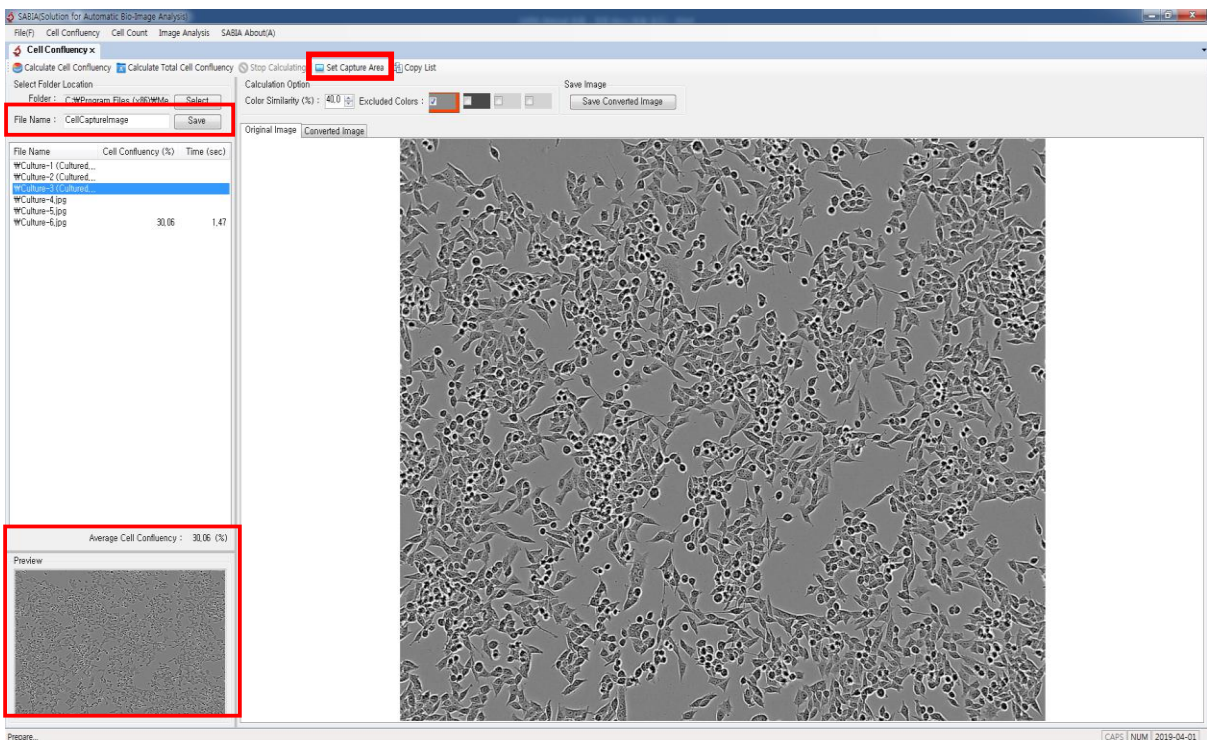 SABIA(Solution for Automatic Bio-Image Analysis)
File(F) Cell Confluency Cell Count Image Analysis SABIA About(A)
Cell Confluency x
Calculate Cell Confluency Calculate Total Cell Confluency Stop Calculating Set Capture Area Copy List
Select Folder Location Calculation Option Save Image
Folder : C:₩Program Files (x86)₩Me Select Color Similarity (%) : 40.0 Excluded Colors : Save Converted Image
File Name : CellCaptureImage Save
Original Image Converted Image
File Name Cell Confluency (%) Time (sec)
₩Culture-1 (Cultured...
₩Culture-2 (Cultured...
₩Culture-3 (Cultured...
₩Culture-4.jpg
₩Culture-5.jpg
₩Culture-6.jpg 30.06 1.47
Average Cell Confluency : 30.06 (%)
Preview
Prepare... CAPS NUM 2019-04-01